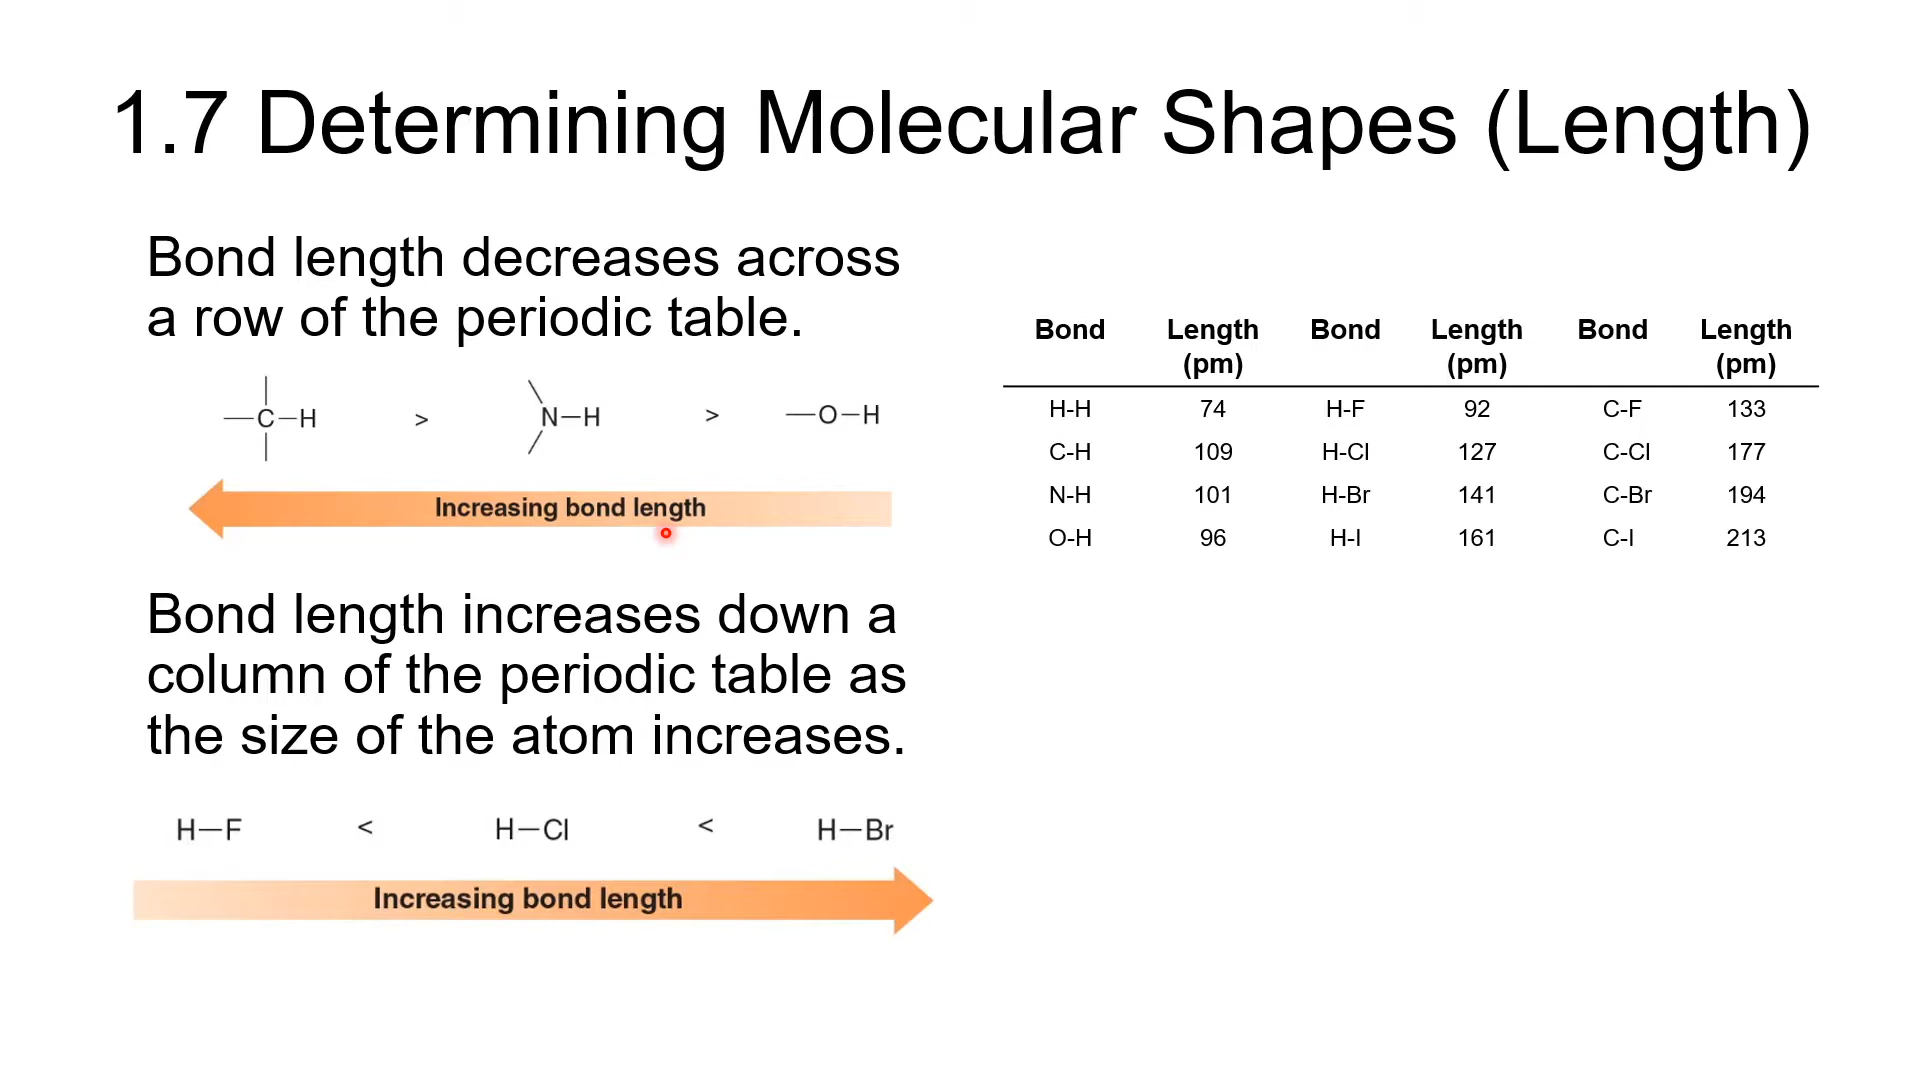 1.7 Determining Molecular Shapes (Length)
Bond length decreases across
a row of the periodic table.
—C—H > N—H > —O—H
Increasing bond length
Bond length increases down a
column of the periodic table as
the size of the atom increases.
H—F < H—Cl < H—Br
Increasing bond length
Bond Length (pm) Bond Length (pm) Bond Length (pm)
H-H 74 H-F 92 C-F 133
C-H 109 H-Cl 127 C-Cl 177
N-H 101 H-Br 141 C-Br 194
O-H 96 H-I 161 C-I 213